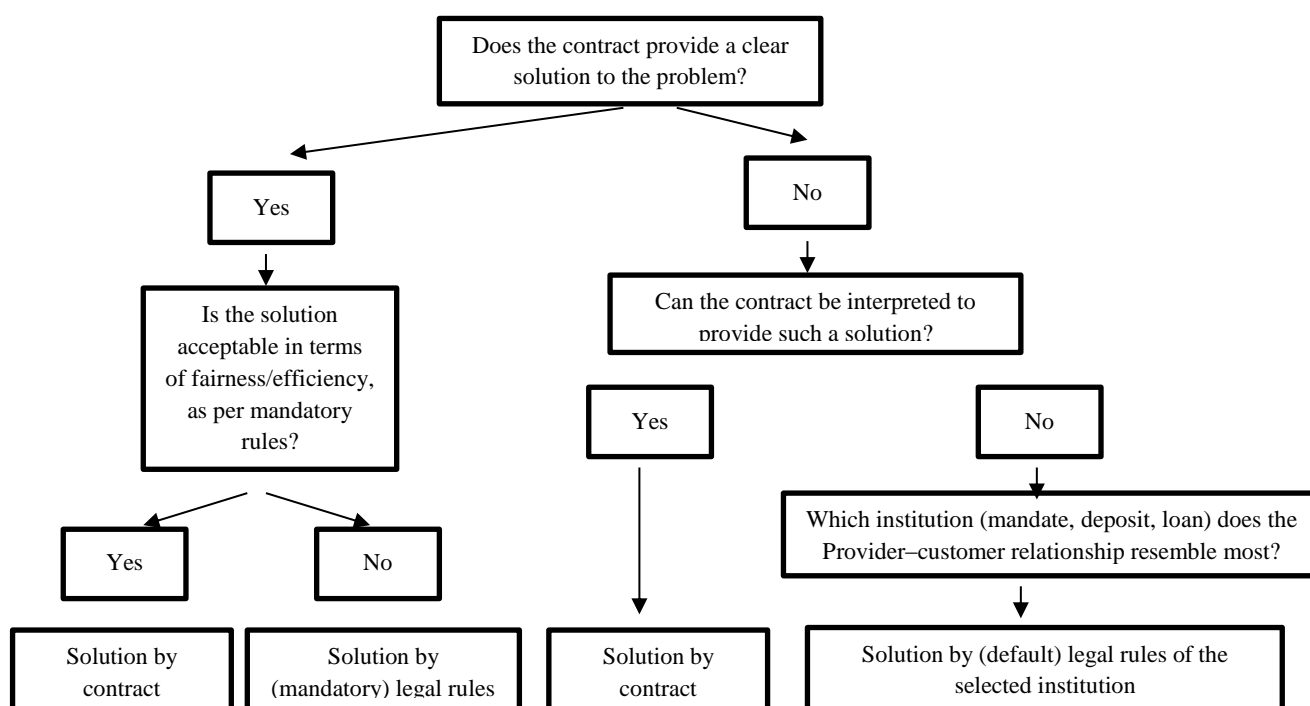 Does the contract provide a clear
solution to the problem?
Yes
No
Is the solution
acceptable in terms
of fairness/efficiency,
as per mandatory
rules?
Can the contract be interpreted to
provide such a solution?
Yes
No
Yes
No
Which institution (mandate, deposit, loan) does the
Provider–customer relationship resemble most?
Solution by
contract
Solution by
(mandatory) legal rules
Solution by
contract
Solution by (default) legal rules of the
selected institution